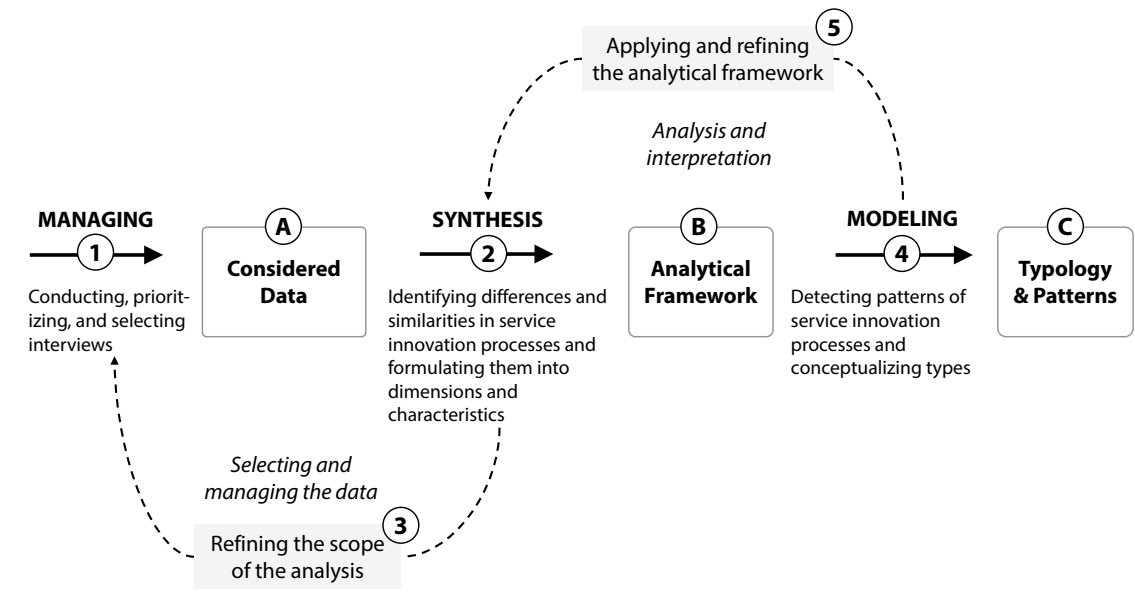 5
Applying and refining
the analytical framework
Analysis and
interpretation
MANAGING
1
Conducting, priorit-
izing, and selecting
interviews
A
Considered
Data
SYNTHESIS
2
Identifying differences and
similarities in service
innovation processes and
formulating them into
dimensions and
characteristics
B
Analytical
Framework
MODELING
4
Detecting patterns of
service innovation
processes and
conceptualizing types
C
Typology
& Patterns
Selecting and
managing the data
3
Refining the scope
of the analysis